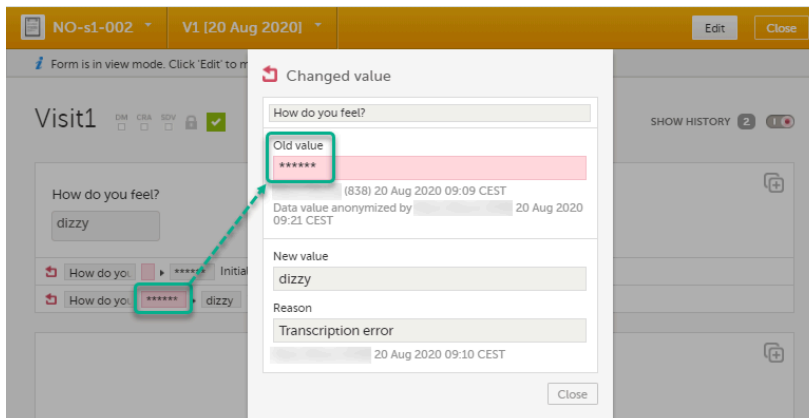 NO-s1-002
V1 [20 Aug 2020]
Edit
Close
i Form is in view mode. Click 'Edit' to m
Visit1
DM CRA SDV
SHOW HISTORY 2
How do you feel?
dizzy
How do you ****** Initial
How do you ****** dizzy
Changed value
How do you feel?
Old value
******
(838) 20 Aug 2020 09:09 CEST
Data value anonymized by 20 Aug 2020
09:21 CEST
New value
dizzy
Reason
Transcription error
20 Aug 2020 09:10 CEST
Close